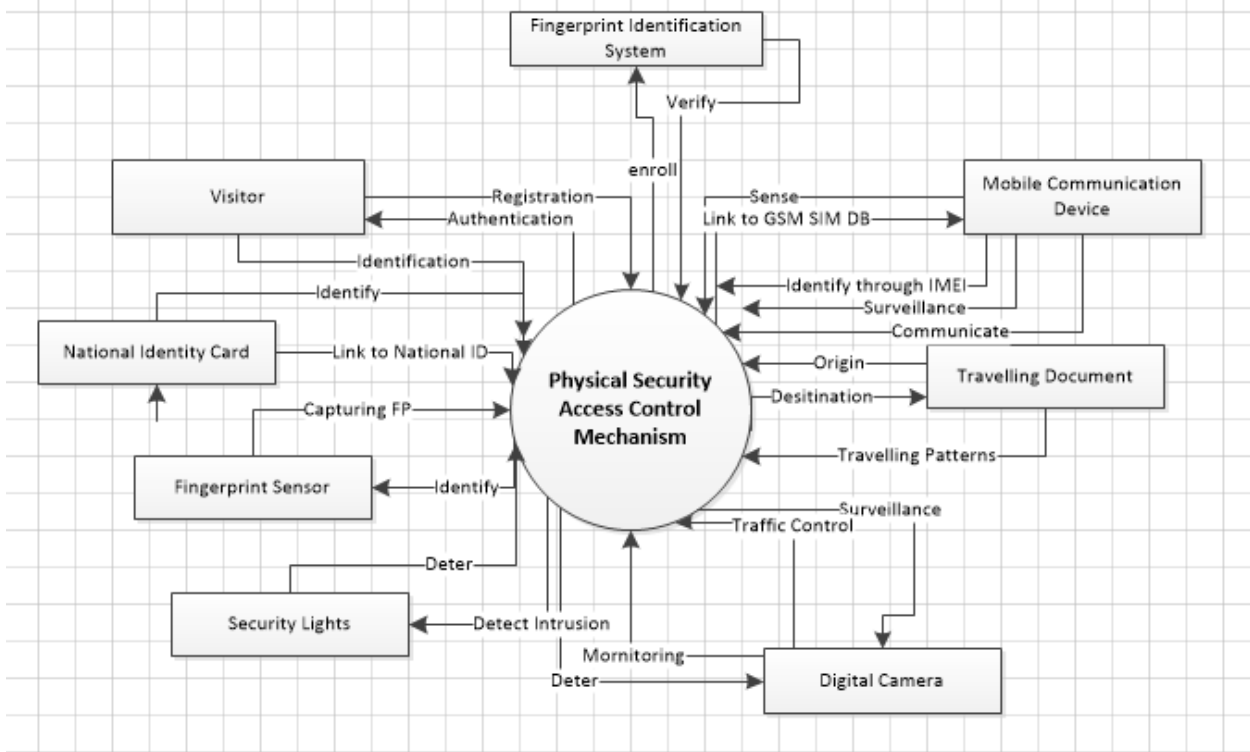 Fingerprint Identification
System
Verify
enroll
Visitor
Registration
Authentication
Mobile Communication
Device
Sense
Link to GSM SIM DB
Identification
Identify
Identify through IMEI
Surveillance
Communicate
National Identity Card
Link to National ID
Origin
Travelling Document
Physical Security
Access Control
Mechanism
Desitination
Capturing FP
Travelling Patterns
Fingerprint Sensor
Identify
Surveillance
Traffic Control
Deter
Security Lights
Detect Intrusion
Mornitoring
Deter
Digital Camera